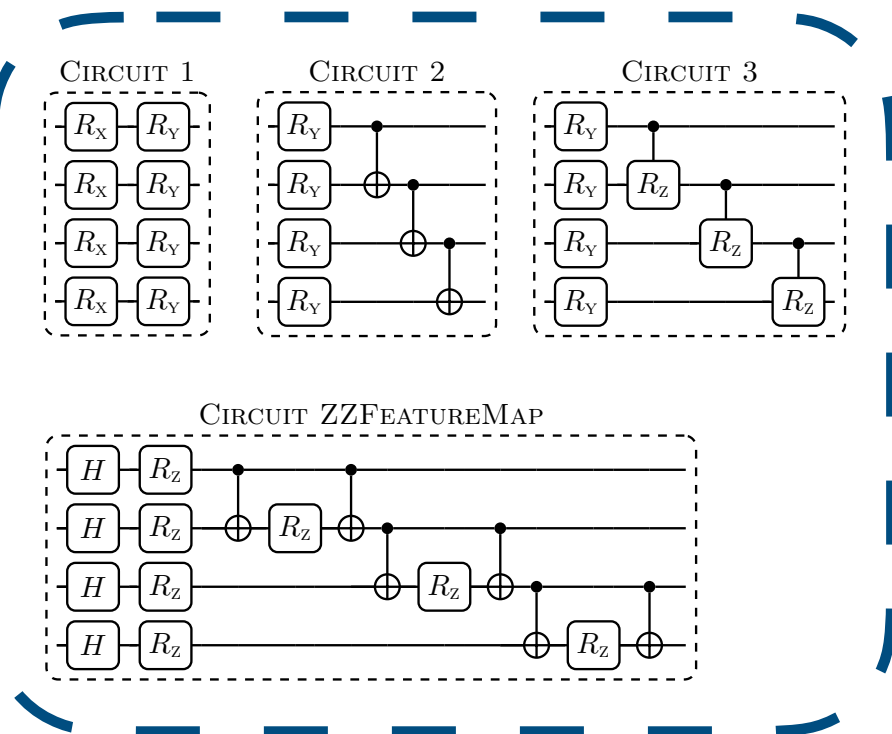 CIRCUIT 1 CIRCUIT 2 CIRCUIT 3
R_X R_Y R_Y R_Y
R_X R_Y R_Y R_Y R_Z
R_X R_Y R_Y R_Y R_Z
R_X R_Y R_Y R_Y R_Z
CIRCUIT ZZFEATUREMAP
H R_Z
H R_Z R_Z
H R_Z R_Z
H R_Z R_Z